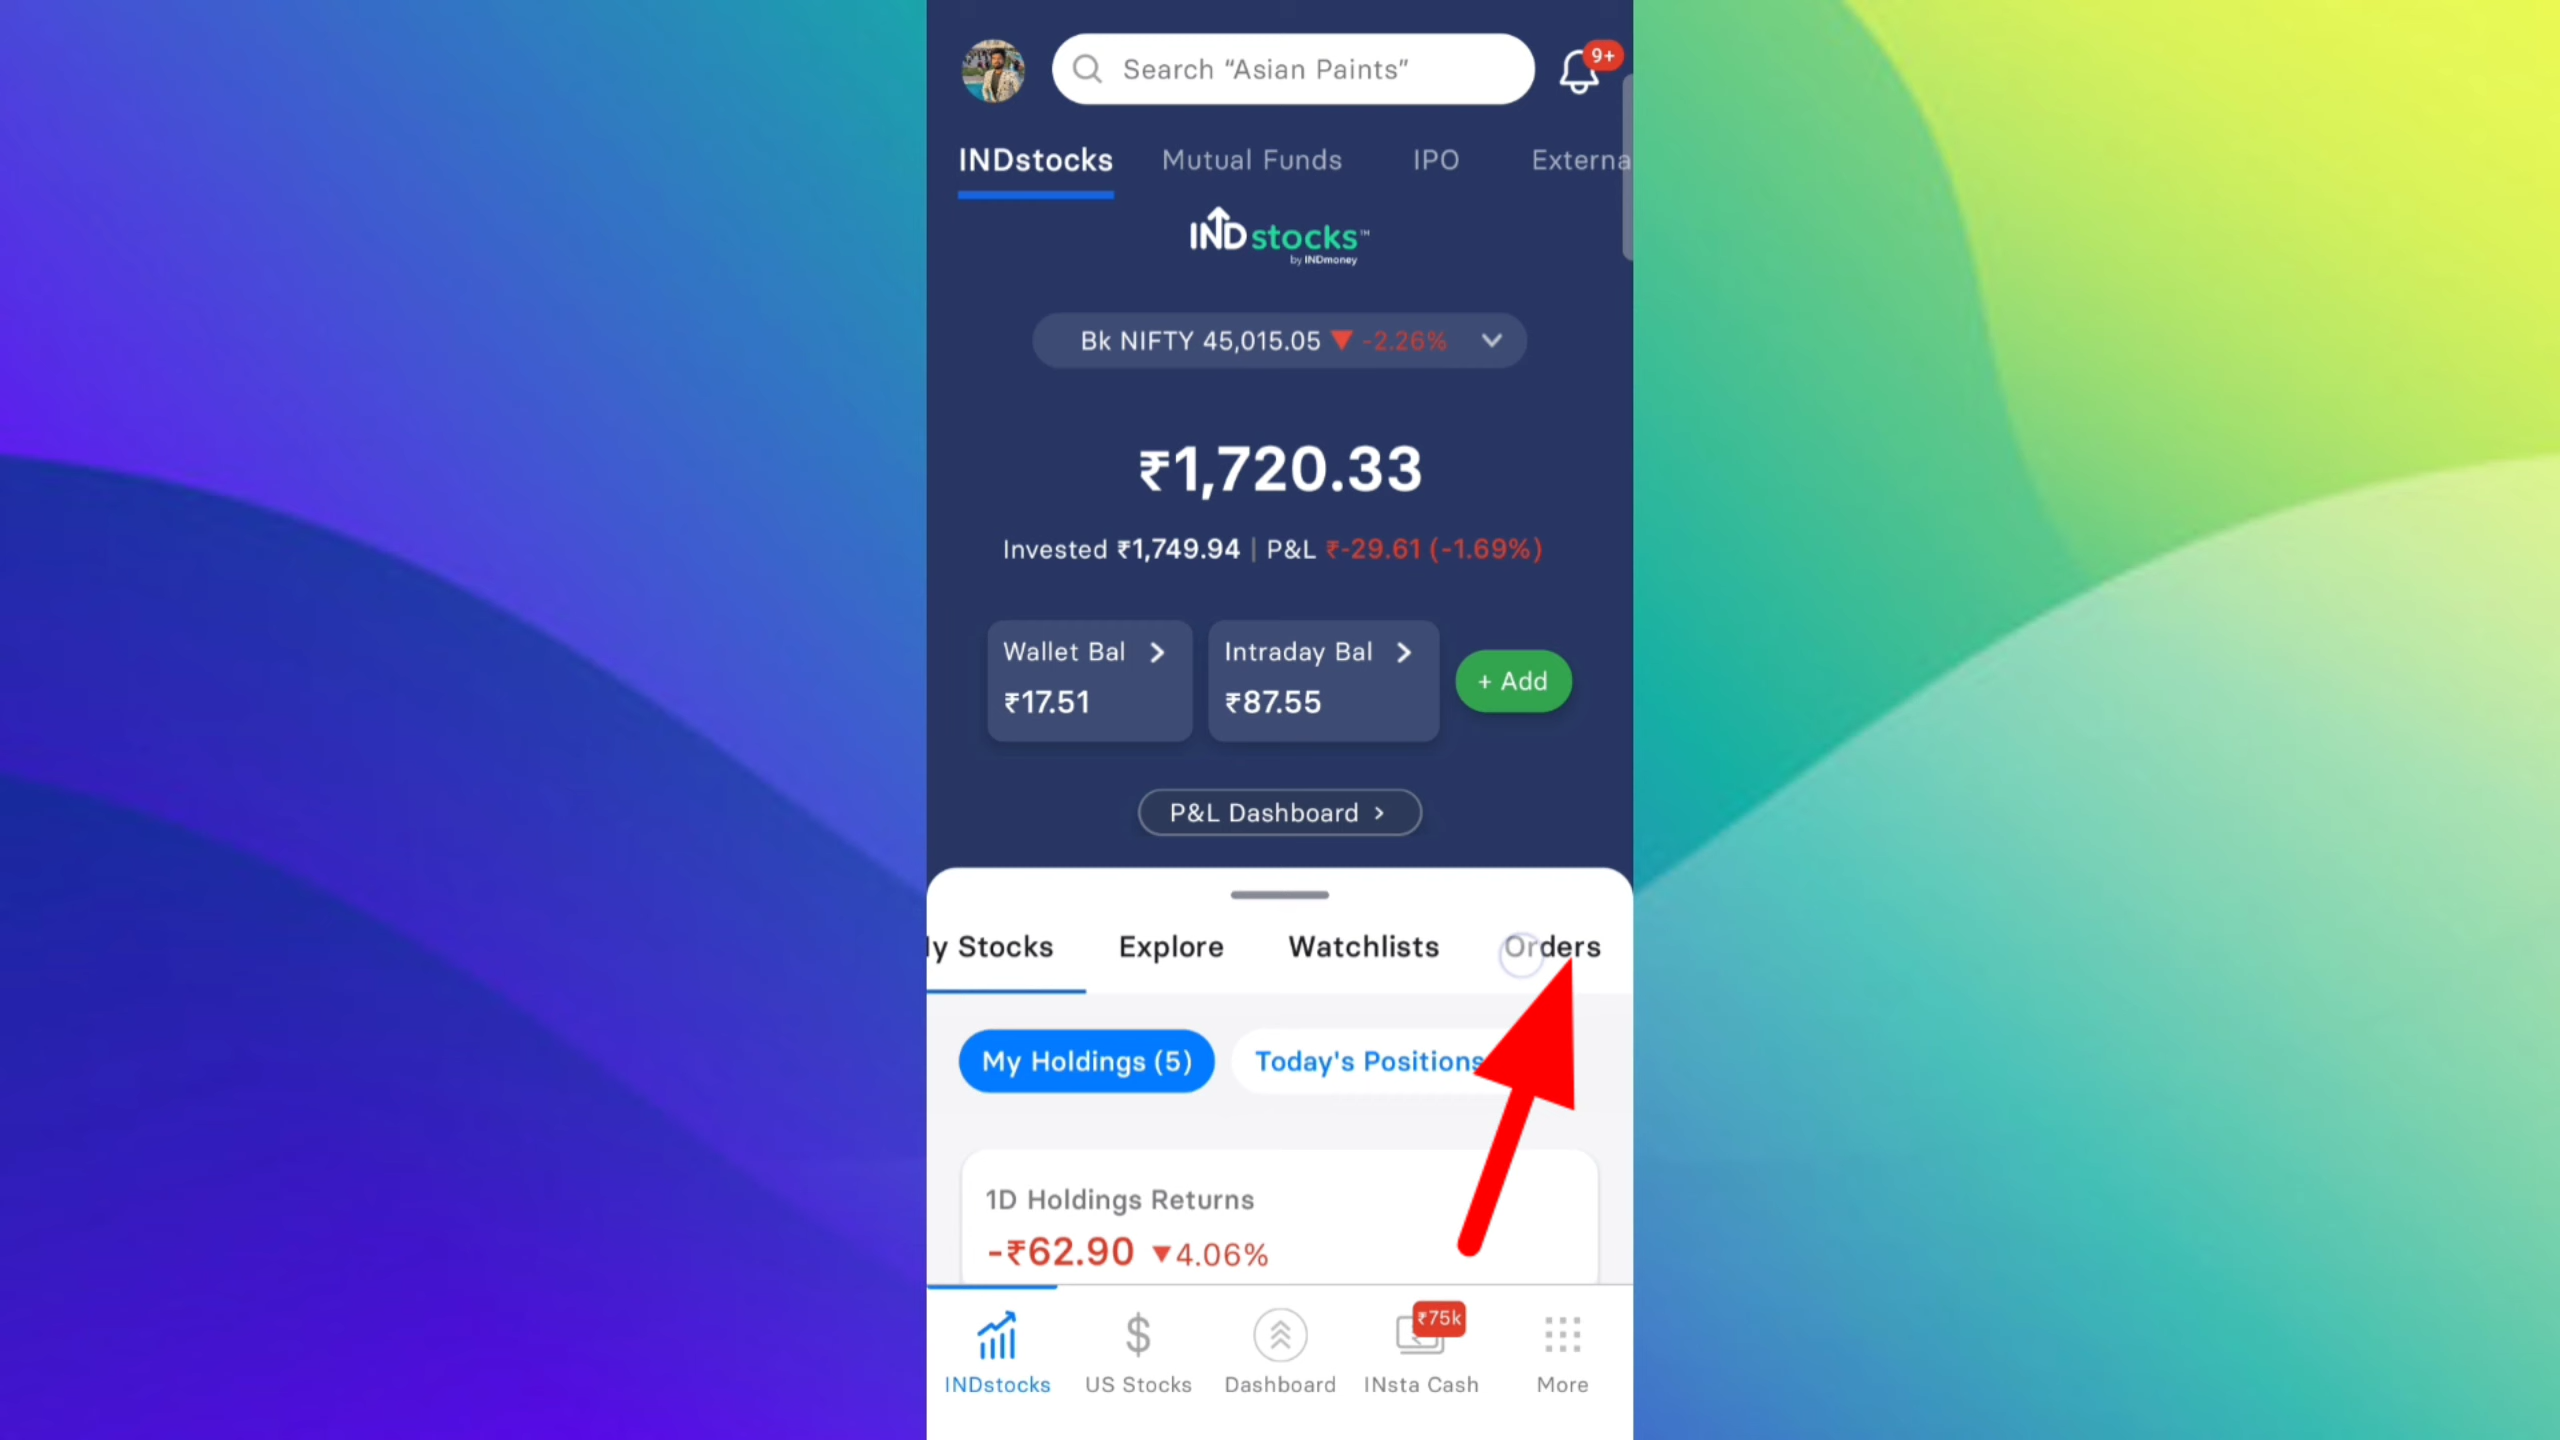 Search “Asian Paints”
9+
INDstocks Mutual Funds IPO Externa
INDstocks™
by INDmoney
Bk NIFTY 45,015.05 ▼ -2.26%
₹1,720.33
Invested ₹1,749.94 | P&L ₹-29.61 (-1.69%)
Wallet Bal > Intraday Bal >
₹17.51 ₹87.55
+ Add
P&L Dashboard >
y Stocks Explore Watchlists Orders
My Holdings (5) Today's Positions
1D Holdings Returns
-₹62.90 ▼4.06%
₹75k
INDstocks US Stocks Dashboard INsta Cash More